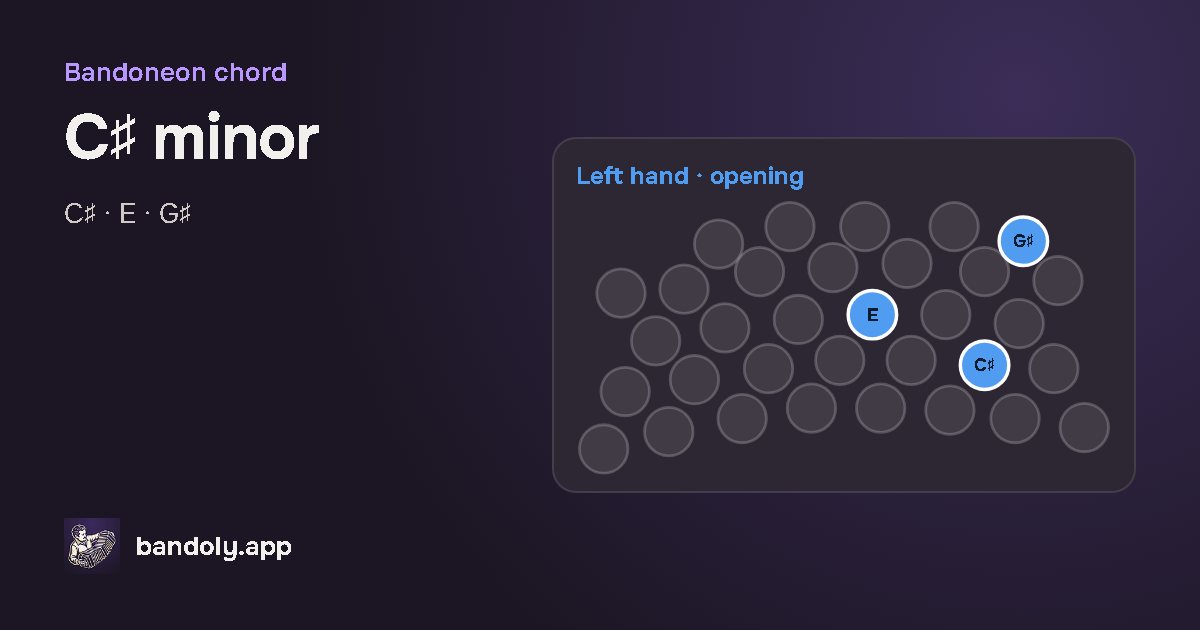 Bandoneon chord
C♯ minor
C♯ · E · G♯
Left hand · opening
G♯
E
C♯
bandoly.app